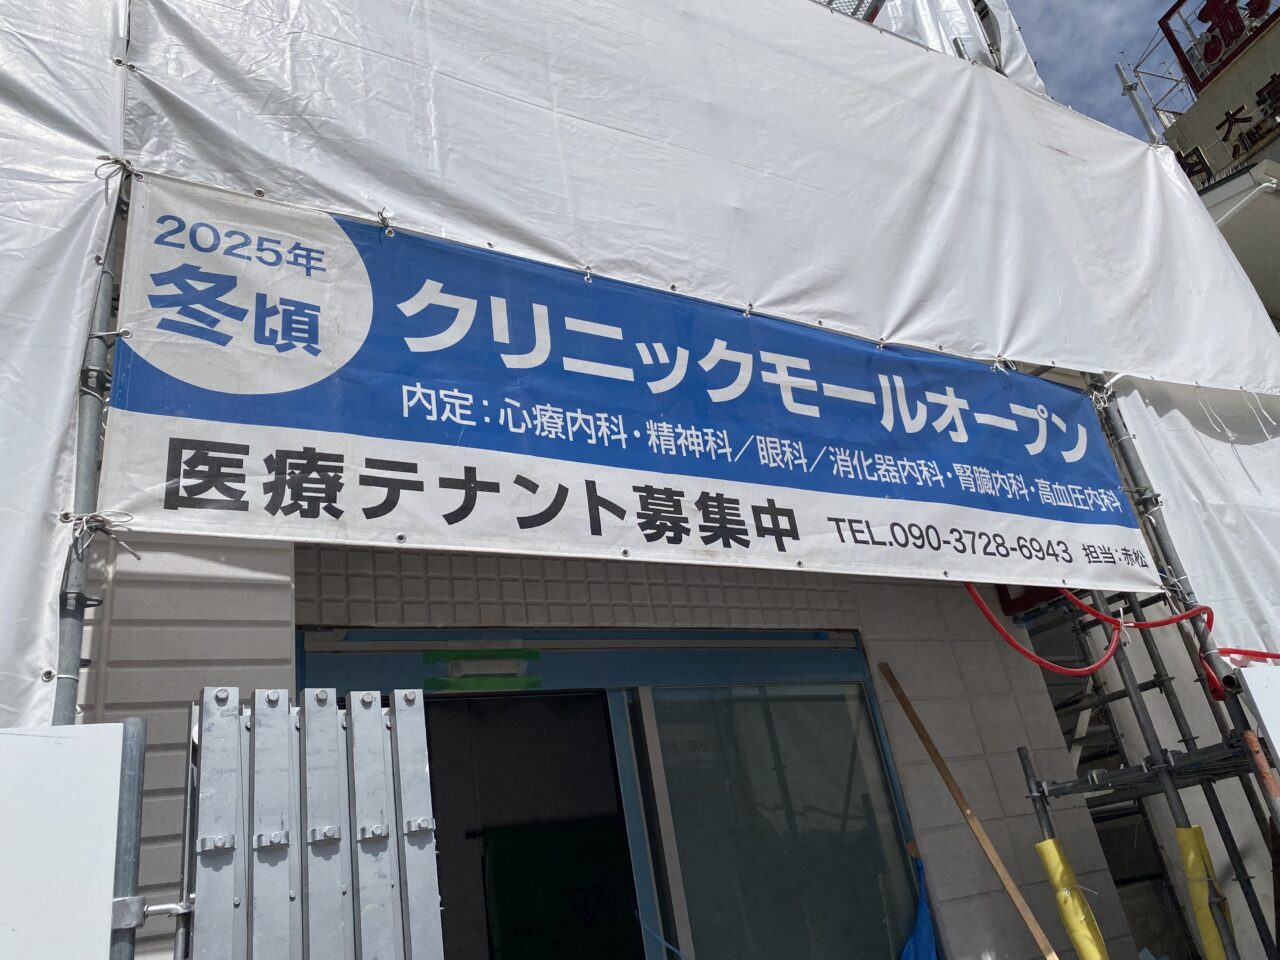 2025年
冬頃
クリニックモールオープン
内定：心療内科・精神科／眼科／消化器内科・腎臓内科・高血圧内科
医療テナント募集中 TEL.090-3728-6943 担当：赤松